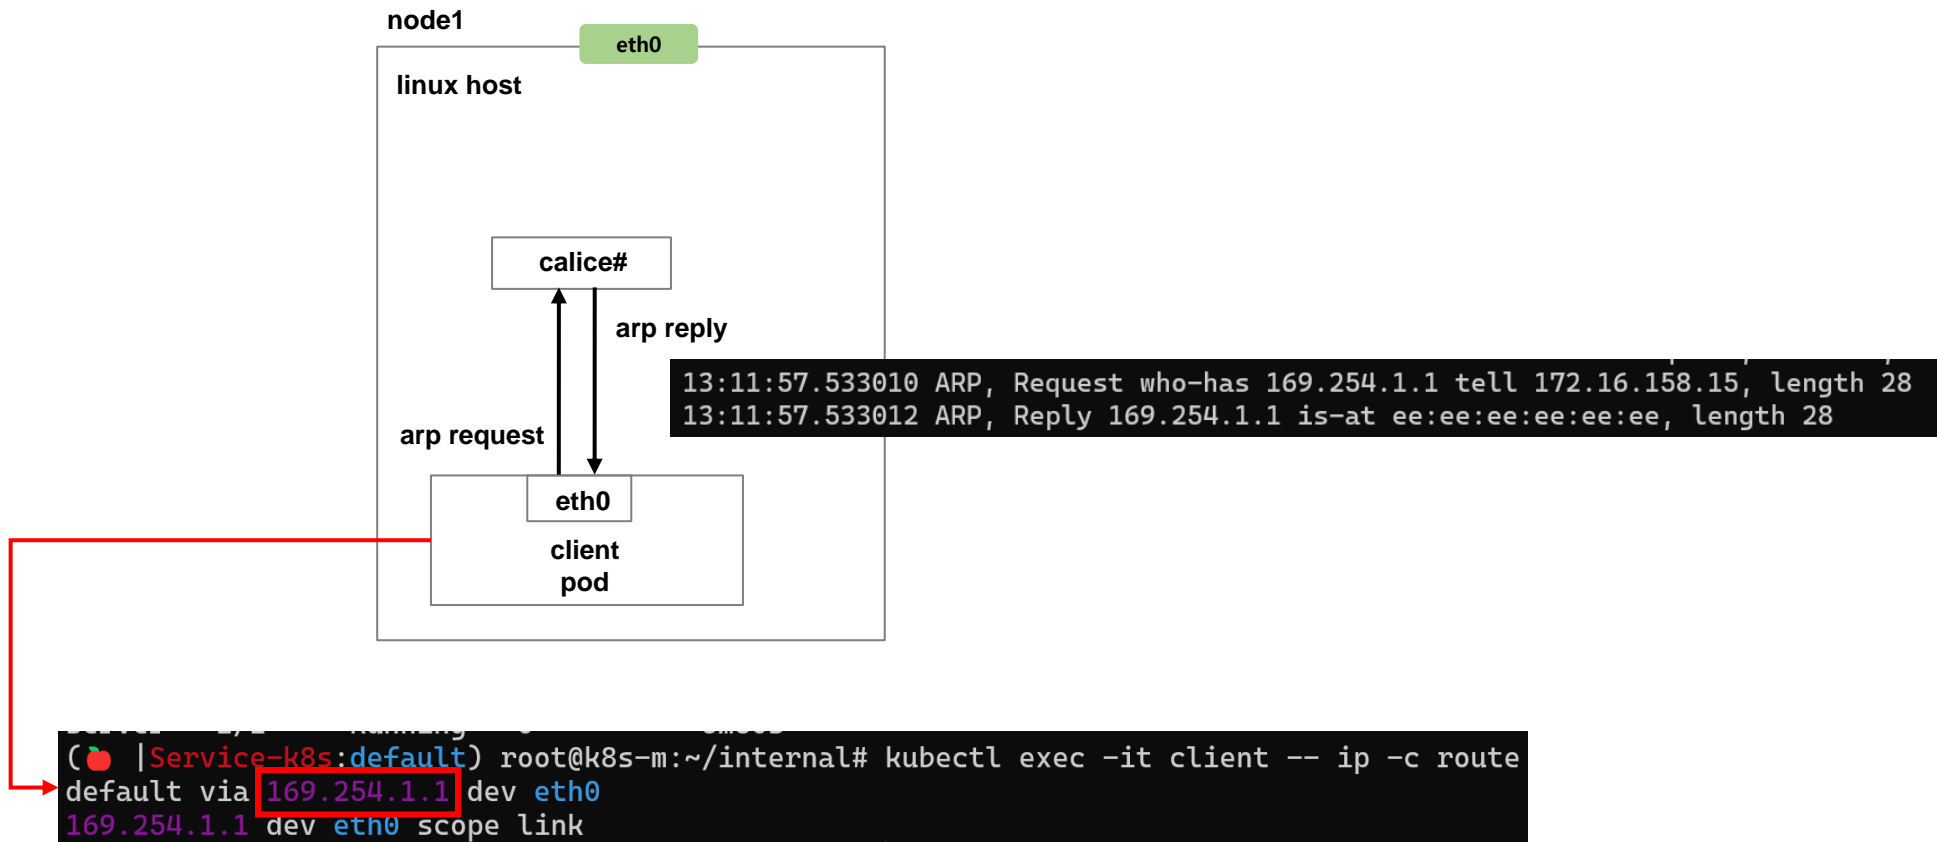 node1
eth0
linux host
calice#
arp reply
13:11:57.533010 ARP, Request who-has 169.254.1.1 tell 172.16.158.15, length 28
13:11:57.533012 ARP, Reply 169.254.1.1 is-at ee:ee:ee:ee:ee:ee, length 28
arp request
eth0
client
pod
(🍎 |Service-k8s:default) root@k8s-m:~/internal# kubectl exec -it client -- ip -c route
default via 169.254.1.1 dev eth0
169.254.1.1 dev eth0 scope link